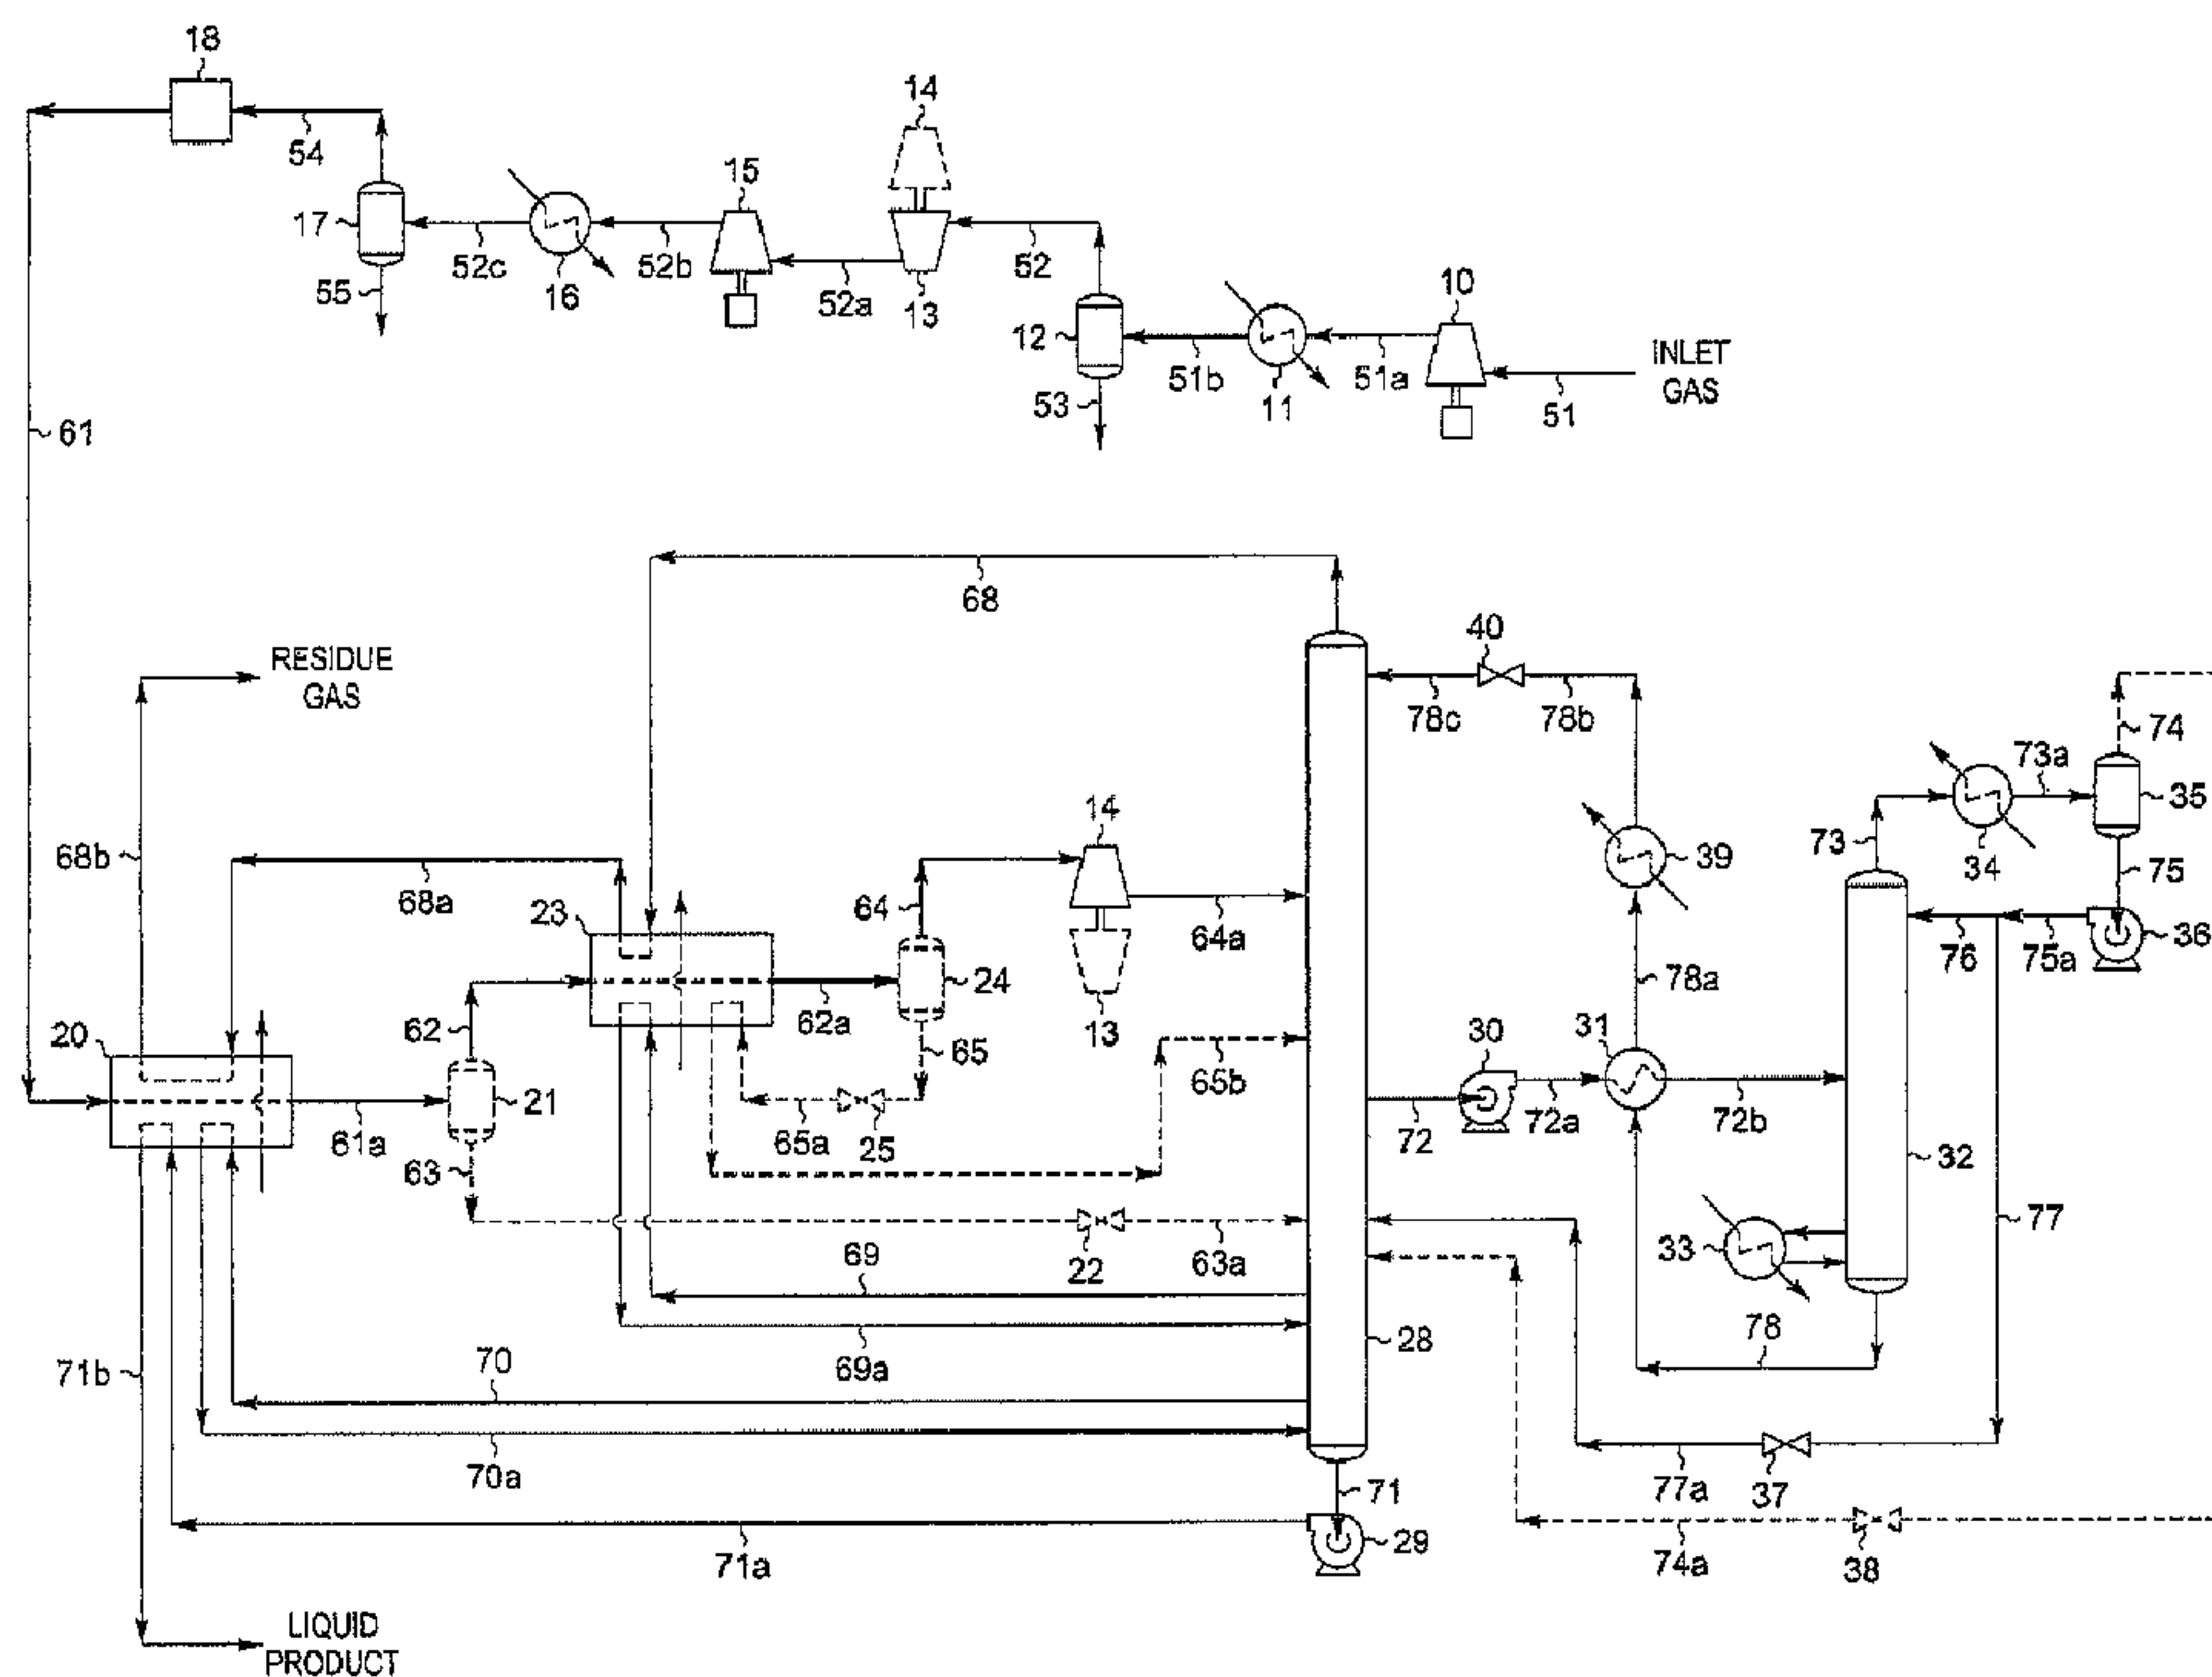 18
14
54
15
10
17
52c
52b
52
55
16
52a
13
12
51b
51a
INLET
GAS
53
11
51
61
68
RESIDUE
GAS
40
78c
78b
74
73a
35
14
39
73
34
68b
68a
64
75
23
64a
36
76
75a
24
78a
62
62a
13
30
31
20
65
65b
21
61a
65a
25
72
72a
72b
32
63
77
69
22
63a
33
28
78
71b
70
69a
70a
71
77a
37
71a
29
74a
38
LIQUID
PRODUCT